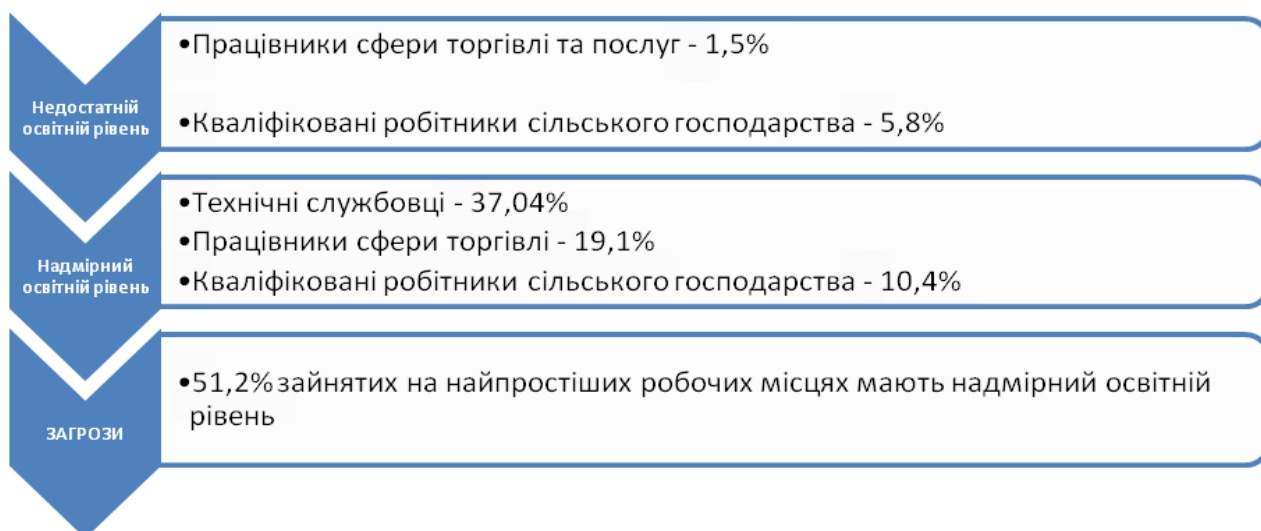 Недостатній
освітній рівень
•Працівники сфери торгівлі та послуг - 1,5%
•Кваліфіковані робітники сільського господарства - 5,8%
Надмірний
освітній рівень
•Технічні службовці - 37,04%
•Працівники сфери торгівлі - 19,1%
•Кваліфіковані робітники сільського господарства - 10,4%
ЗАГРОЗИ
•51,2% зайнятих на найпростіших робочих місцях мають надмірний освітній
рівень